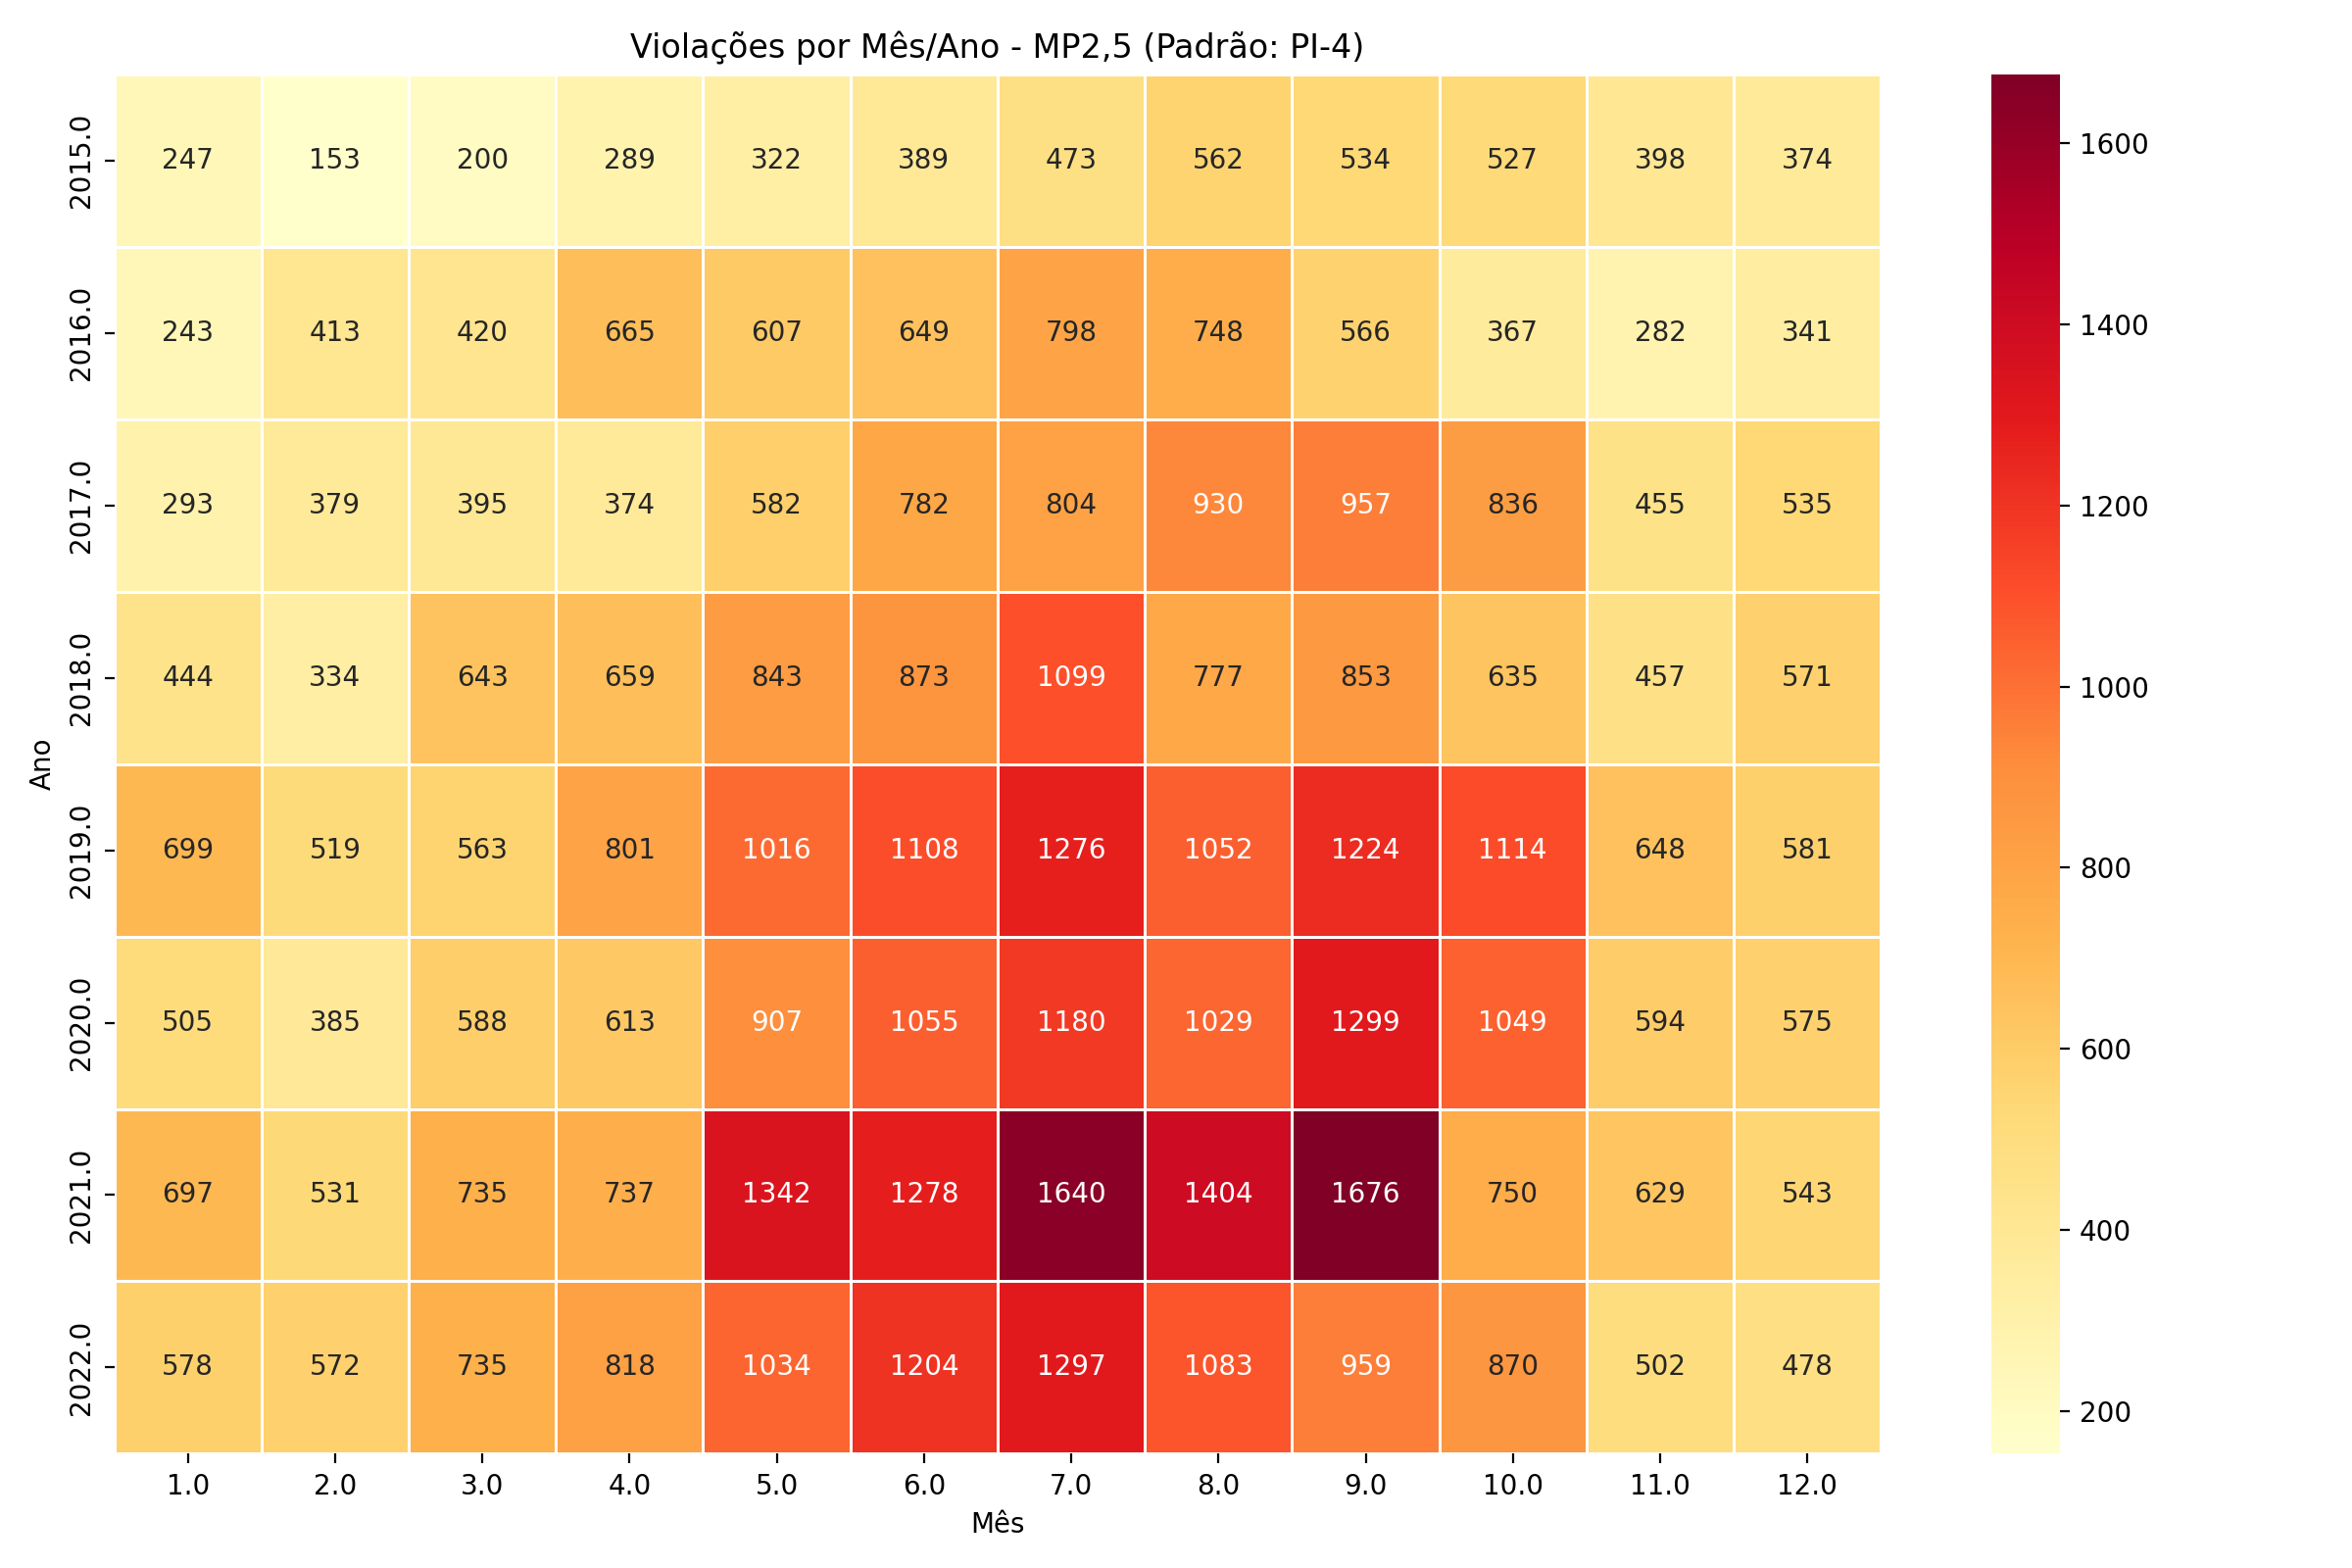 Violações por Mês/Ano - MP2,5 (Padrão: PI-4)
Ano
2015.0 247 153 200 289 322 389 473 562 534 527 398 374
2016.0 243 413 420 665 607 649 798 748 566 367 282 341
2017.0 293 379 395 374 582 782 804 930 957 836 455 535
2018.0 444 334 643 659 843 873 1099 777 853 635 457 571
2019.0 699 519 563 801 1016 1108 1276 1052 1224 1114 648 581
2020.0 505 385 588 613 907 1055 1180 1029 1299 1049 594 575
2021.0 697 531 735 737 1342 1278 1640 1404 1676 750 629 543
2022.0 578 572 735 818 1034 1204 1297 1083 959 870 502 478
1.0 2.0 3.0 4.0 5.0 6.0 7.0 8.0 9.0 10.0 11.0 12.0
Mês
1600
1400
1200
1000
800
600
400
200